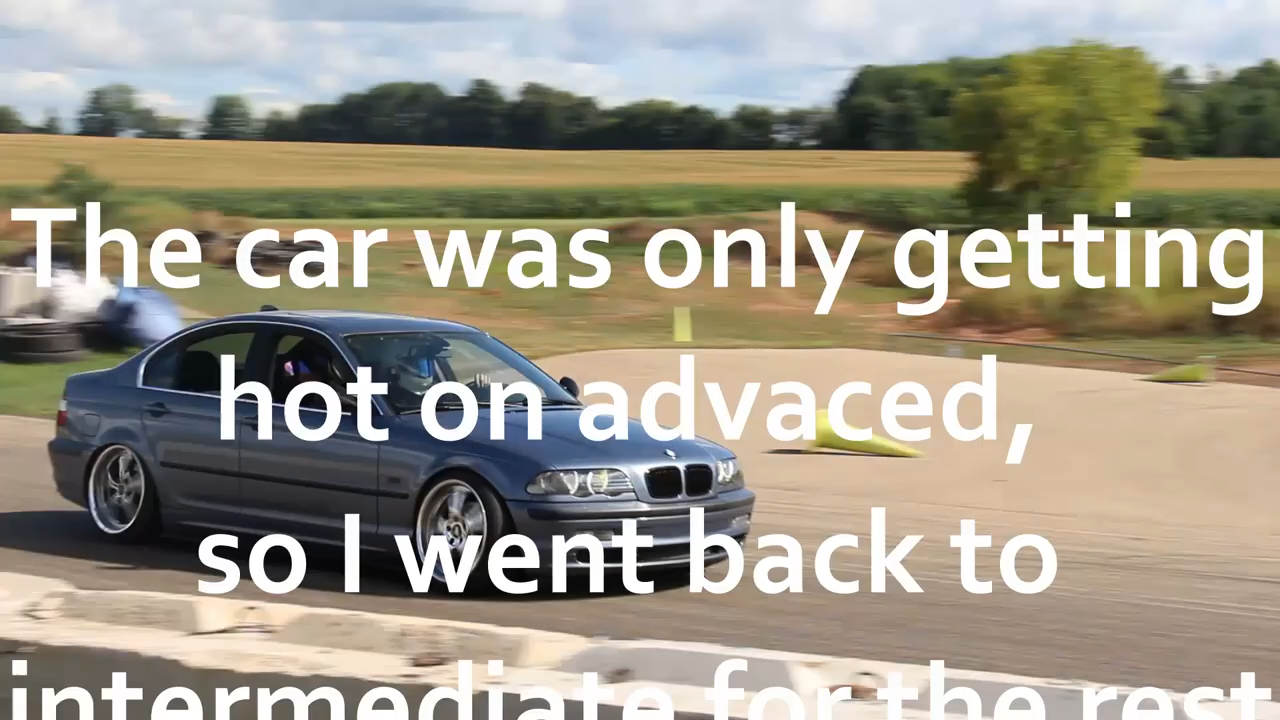 The car was only getting
hot on advaced,
so I went back to
intermediate for the rest